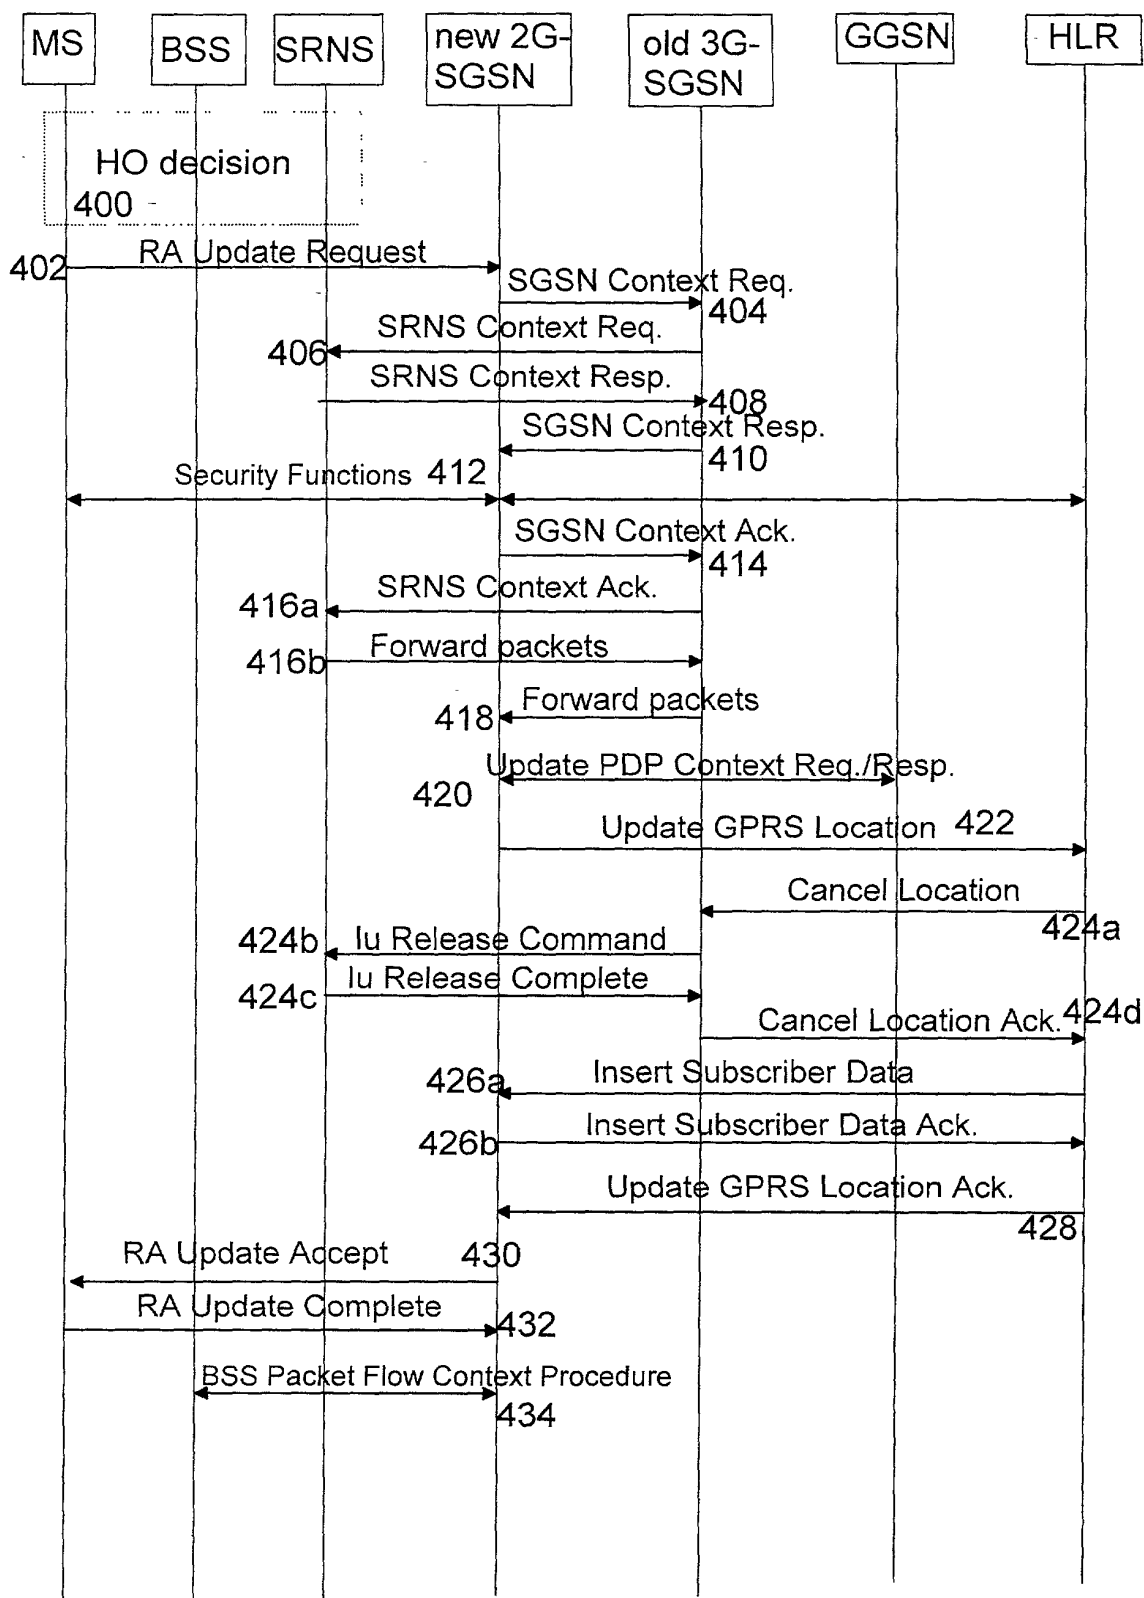 MS
BSS
SRNS
new 2G-
SGSN
old 3G-
SGSN
GGSN
HLR
HO decision
400
402
RA Update Request
SGSN Context Req.
404
SRNS Context Req.
406
SRNS Context Resp.
408
SGSN Context Resp.
410
Security Functions 412
SGSN Context Ack.
414
SRNS Context Ack.
416a
416b
Forward packets
Forward packets
418
Update PDP Context Req./Resp.
420
Update GPRS Location 422
Cancel Location
424a
424b
Iu Release Command
Iu Release Complete
424c
424d
Cancel Location Ack.
Insert Subscriber Data
426a
Insert Subscriber Data Ack.
426b
Update GPRS Location Ack.
428
RA Update Accept
430
RA Update Complete
432
BSS Packet Flow Context Procedure
434